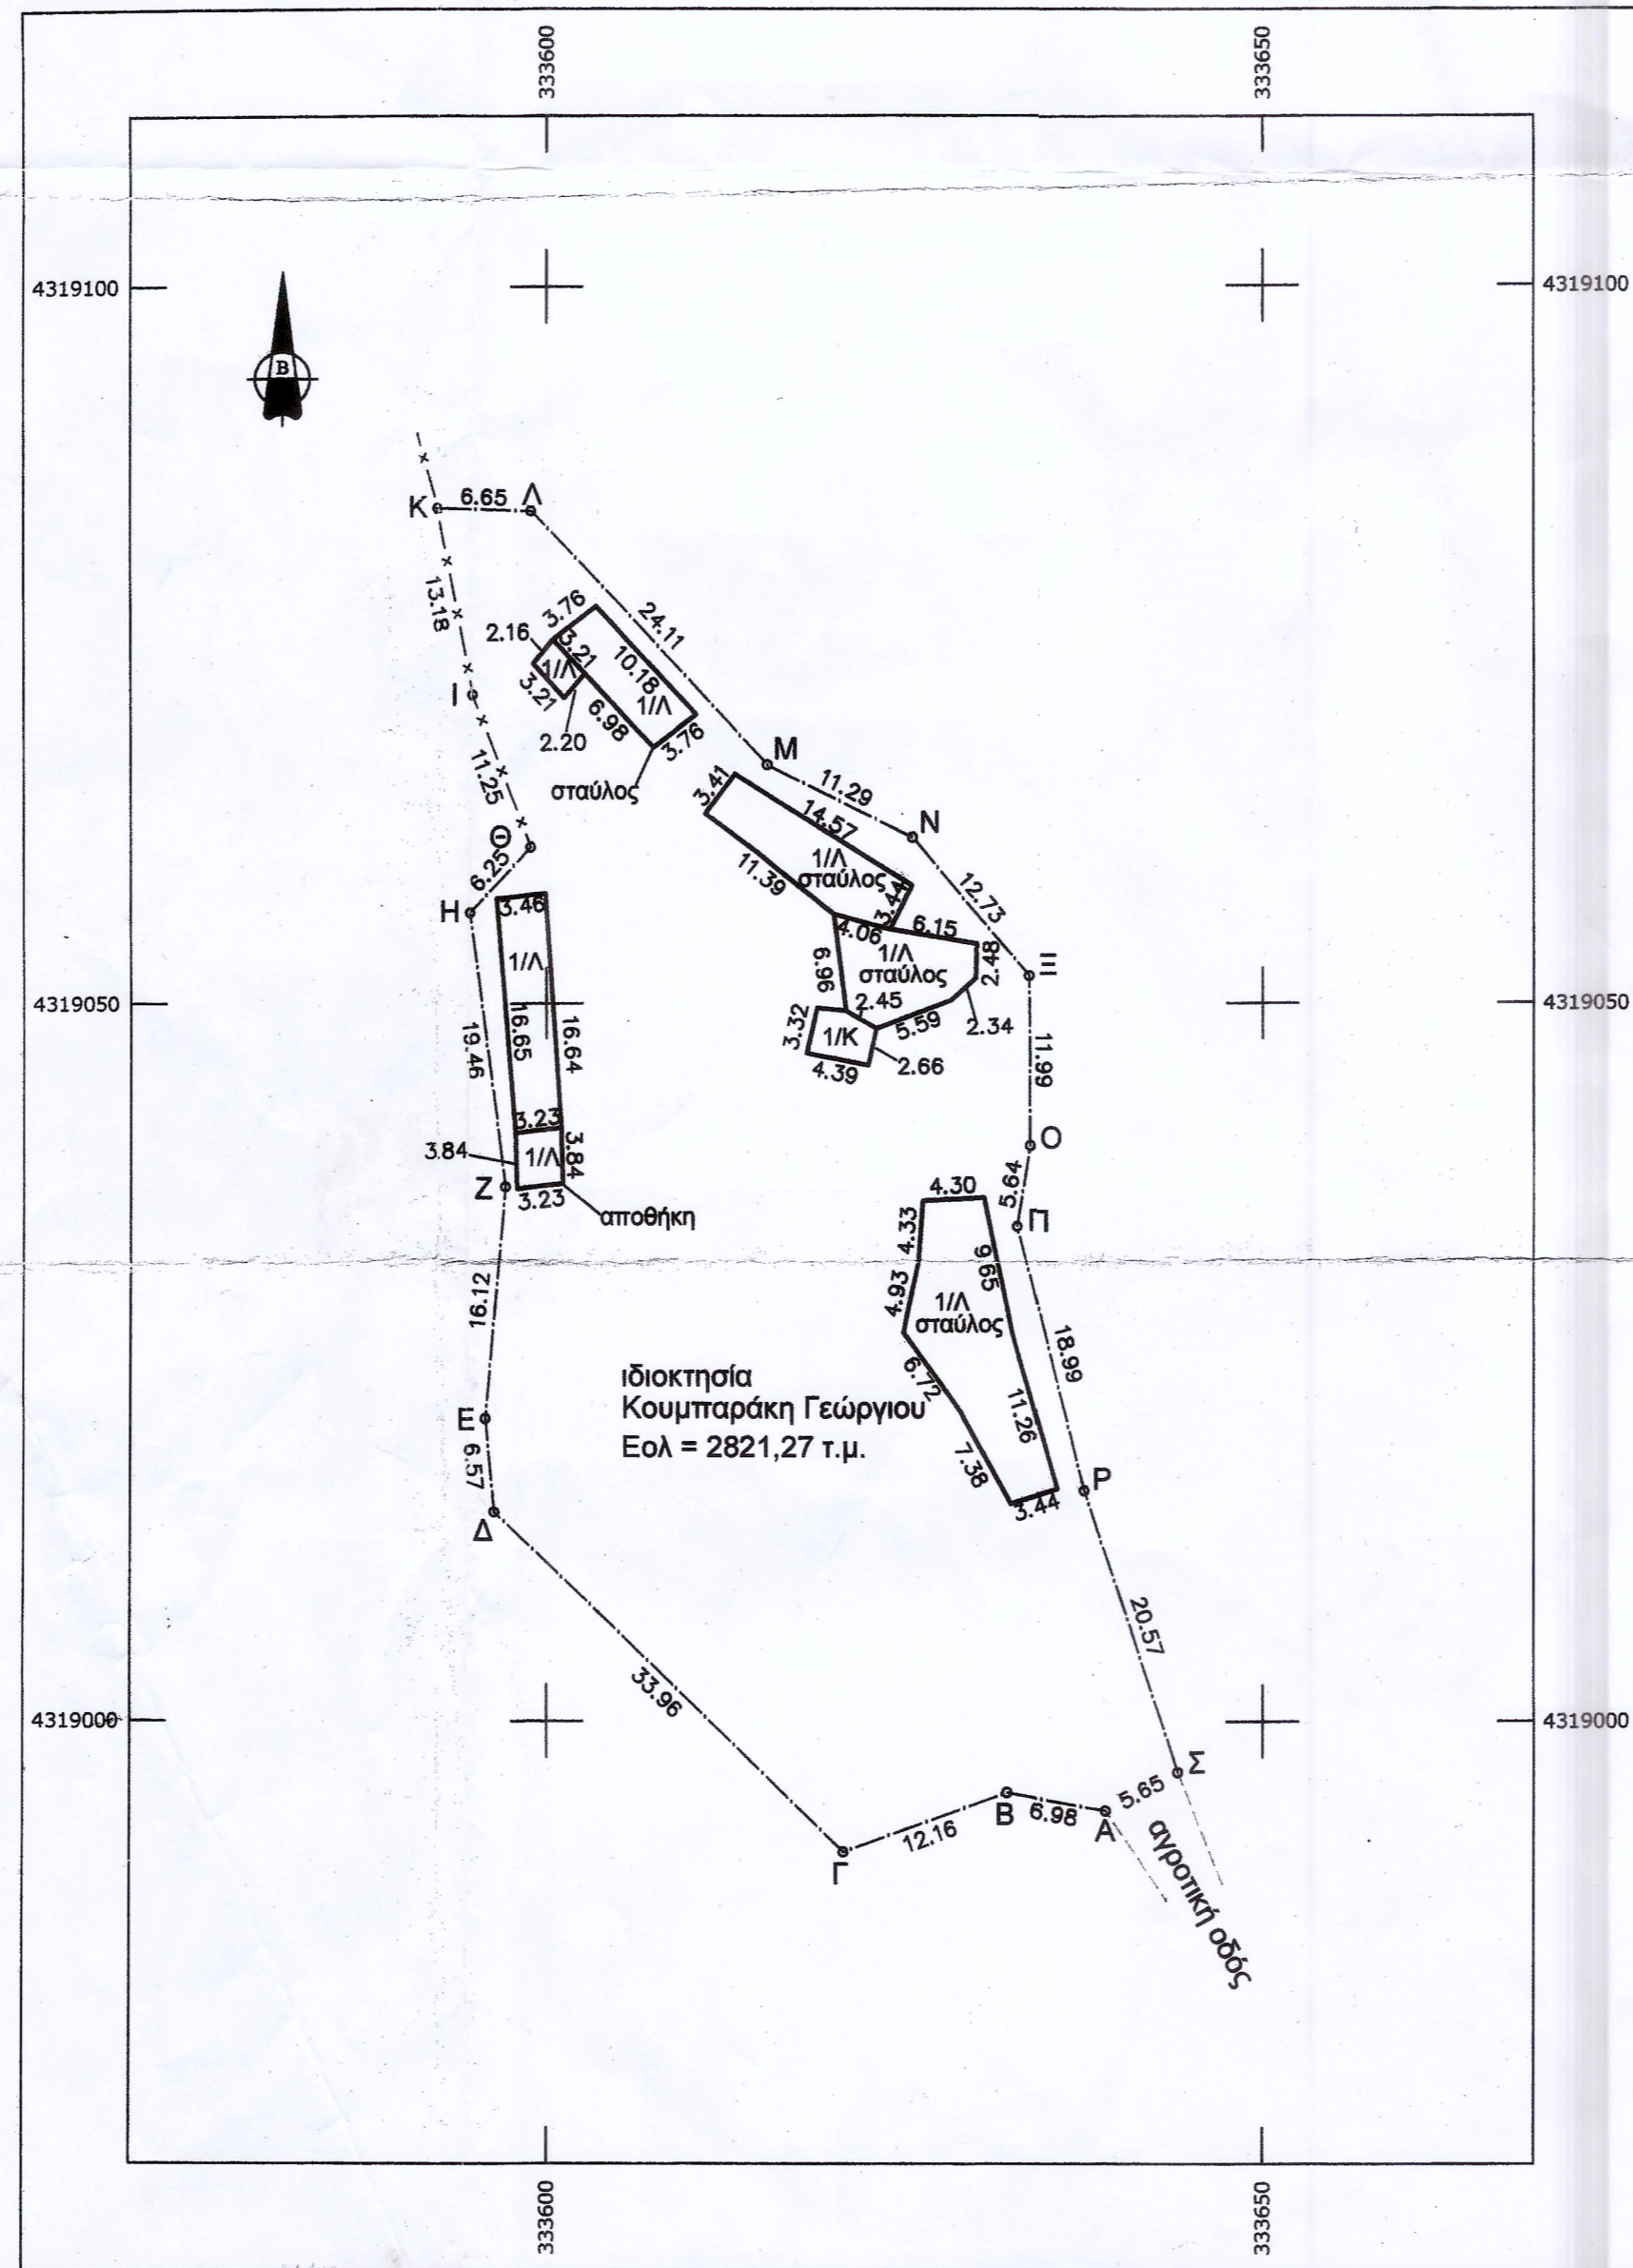 333600
333650
4319100
4319100
B
Κ
6.65
Λ
13.18
24.11
3.76
2.16
3.21
1/Λ
10.18
3.21
1/Λ
Ι
6.98
2.20
3.76
σταύλος
11.25
Μ
11.29
3.41
14.57
Ν
Θ
6.25
1/Λ
σταύλος
11.39
12.73
3.44
Η
3.46
4.06
6.15
1/Λ
1/Λ
σταύλος
2.48
Ξ
6.96
4319050
4319050
2.45
16.65
16.64
19.46
3.32
1/Κ
5.59
2.34
4.39
2.66
11.99
3.23
3.84
1/Λ
3.84
Ο
Ζ
3.23
αποθήκη
5.64
4.30
Π
4.33
9.65
4.93
1/Λ
σταύλος
16.12
18.99
6.72
ιδιοκτησία
Κουμπαράκη Γεώργιου
Εολ = 2821,27 τ.μ.
Ε
11.26
6.57
7.38
Ρ
3.44
Δ
20.57
33.96
4319000
4319000
Σ
5.65
Β
6.98
Α
12.16
Γ
αγροτική οδός
333600
333650